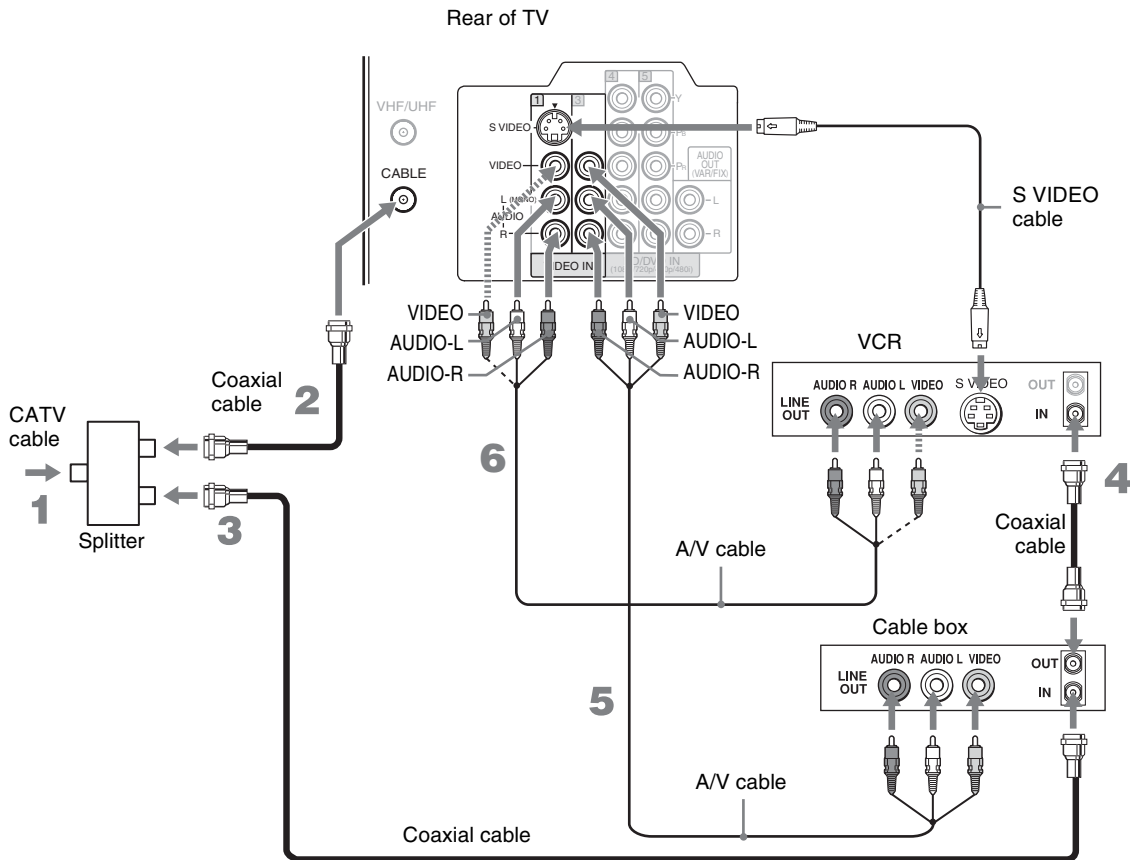 Rear of TV
VHF/UHF
CABLE
1
3
4
5
S VIDEO
VIDEO
L (MONO)
AUDIO
R
VIDEO IN
Y
PB
PR
AUDIO
OUT
(VAR/FIX)
L
R
S VIDEO
cable
VIDEO
AUDIO-L
AUDIO-R
VIDEO
AUDIO-L
AUDIO-R
VCR
LINE
OUT
AUDIO R
AUDIO L
VIDEO
S VIDEO
OUT
IN
Coaxial
cable
2
CATV
cable
1
Splitter
3
6
4
Coaxial
cable
A/V cable
Cable box
LINE
OUT
AUDIO R
AUDIO L
VIDEO
OUT
IN
5
A/V cable
Coaxial cable